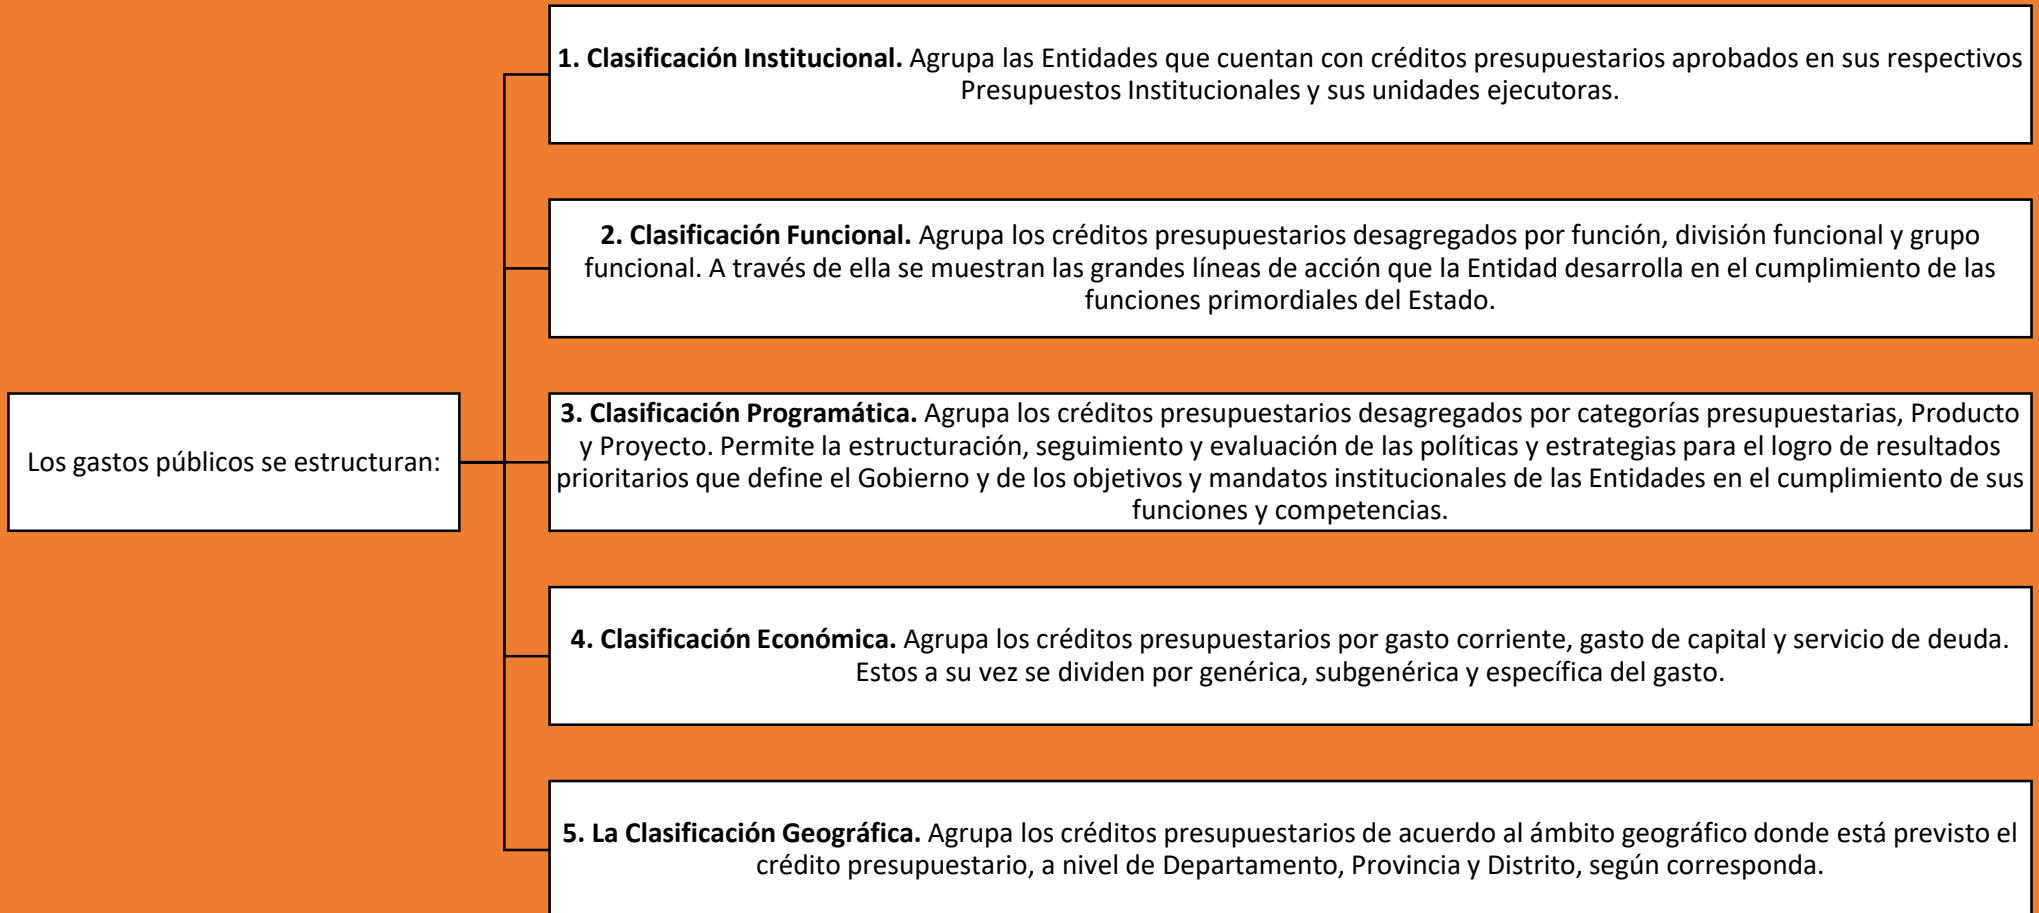 1. Clasificación Institucional. Agrupa las Entidades que cuentan con créditos presupuestarios aprobados en sus respectivos
Presupuestos Institucionales y sus unidades ejecutoras.
2. Clasificación Funcional. Agrupa los créditos presupuestarios desagregados por función, división funcional y grupo
funcional. A través de ella se muestran las grandes líneas de acción que la Entidad desarrolla en el cumplimiento de las
funciones primordiales del Estado.
Los gastos públicos se estructuran:
3. Clasificación Programática. Agrupa los créditos presupuestarios desagregados por categorías presupuestarias, Producto
y Proyecto. Permite la estructuración, seguimiento y evaluación de las políticas y estrategias para el logro de resultados
prioritarios que define el Gobierno y de los objetivos y mandatos institucionales de las Entidades en el cumplimiento de sus
funciones y competencias.
4. Clasificación Económica. Agrupa los créditos presupuestarios por gasto corriente, gasto de capital y servicio de deuda.
Estos a su vez se dividen por genérica, subgenérica y específica del gasto.
5. La Clasificación Geográfica. Agrupa los créditos presupuestarios de acuerdo al ámbito geográfico donde está previsto el
crédito presupuestario, a nivel de Departamento, Provincia y Distrito, según corresponda.